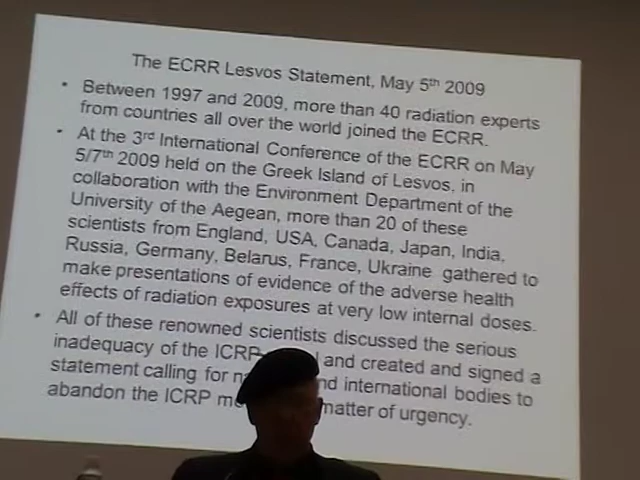 The ECRR Lesvos Statement, May 5th 2009
• Between 1997 and 2009, more than 40 radiation experts
from countries all over the world joined the ECRR.
• At the 3rd International Conference of the ECRR on May
5/7th 2009 held on the Greek Island of Lesvos, in
collaboration with the Environment Department of the
University of the Aegean, more than 20 of these
scientists from England, USA, Canada, Japan, India,
Russia, Germany, Belarus, France, Ukraine gathered to
make presentations of evidence of the adverse health
effects of radiation exposures at very low internal doses.
• All of these renowned scientists discussed the serious
inadequacy of the ICRP and created and signed a
statement calling for international bodies to
abandon the ICRP matter of urgency.